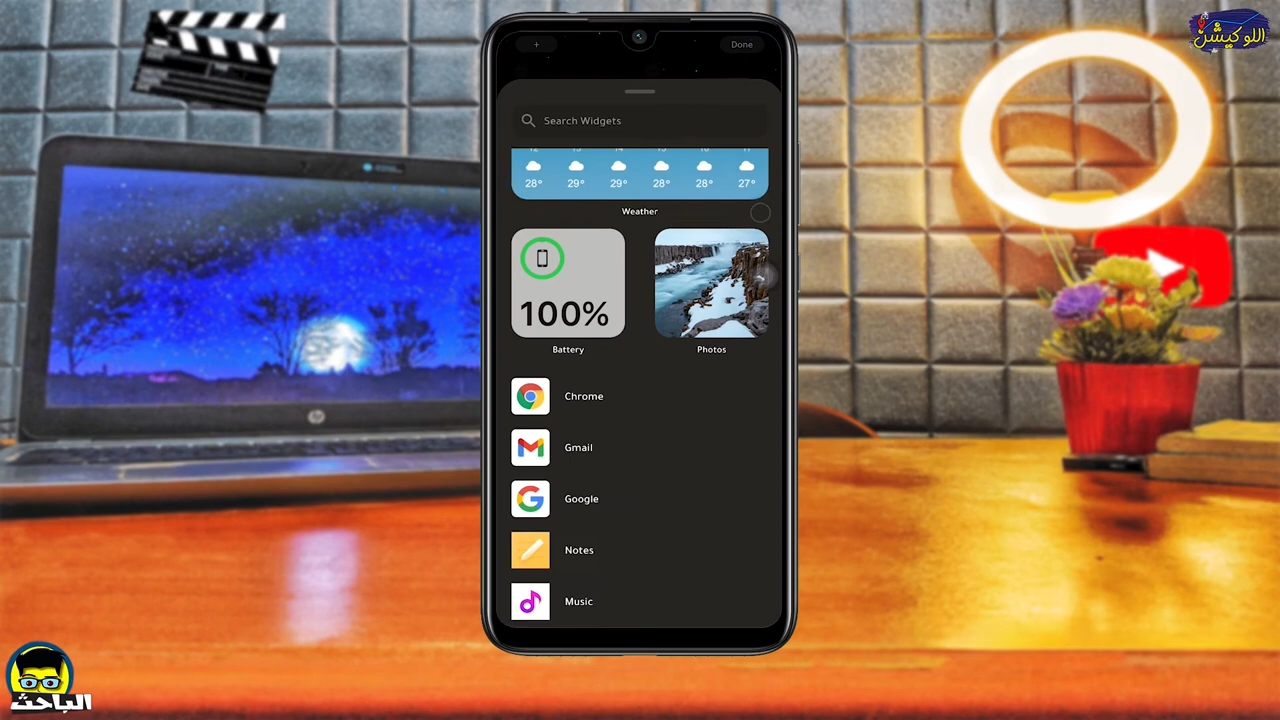 +
Done
اللوكيشن
Search Widgets
28° 29° 29° 28° 28° 27°
Weather
100%
Battery
Photos
Chrome
Gmail
Google
Notes
Music
hp
الباحث